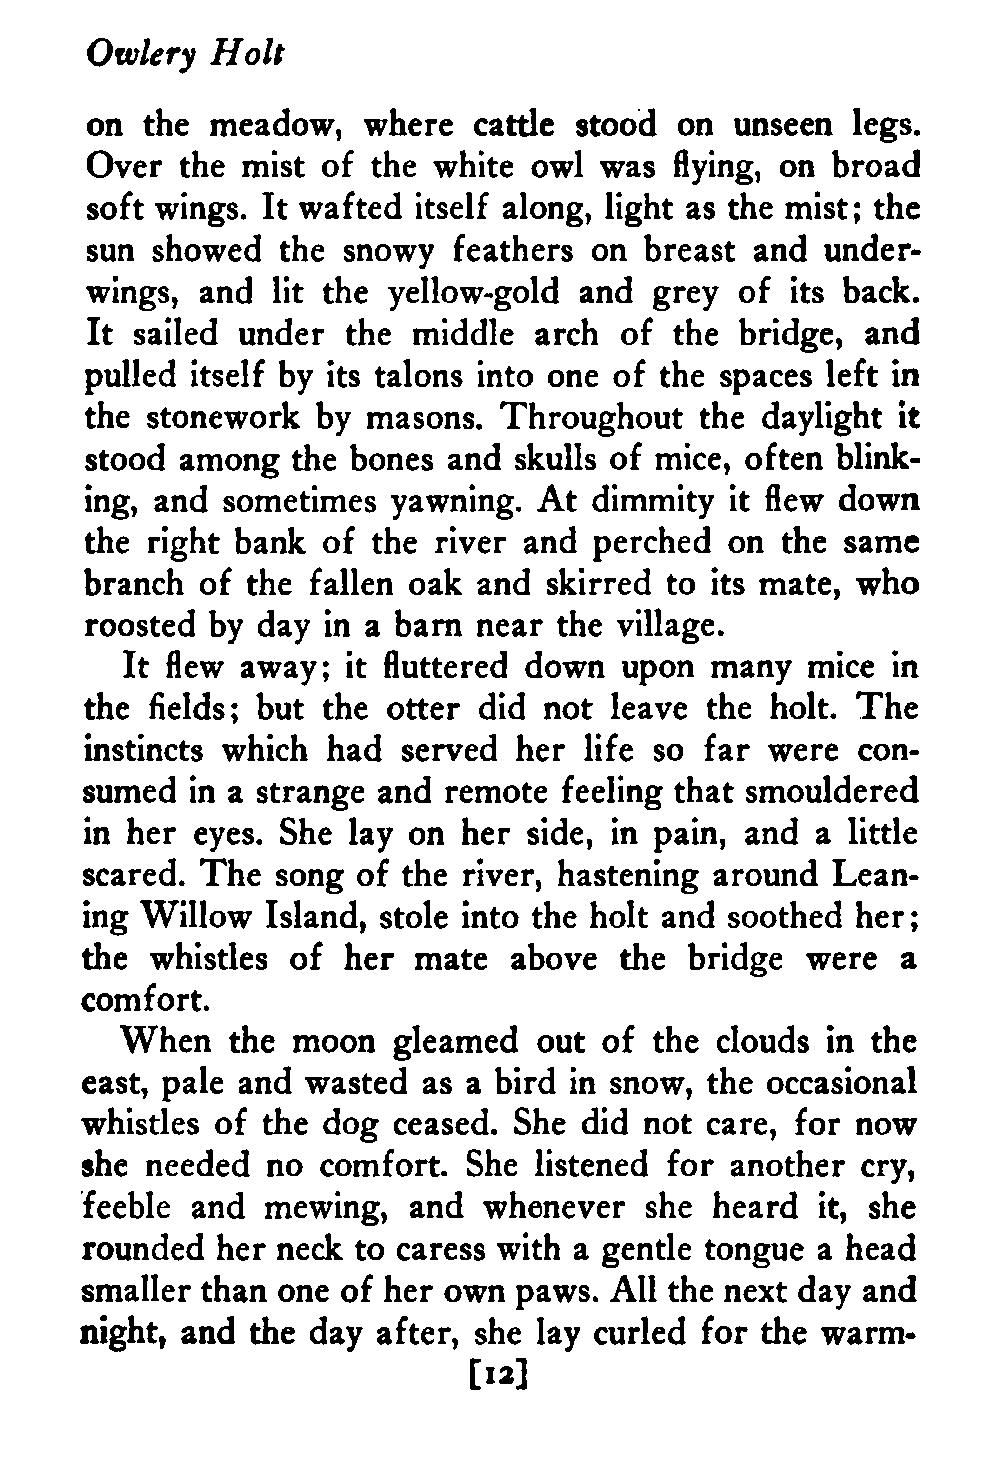 Owlery Holt
on the meadow, where cattle stood on unseen legs.
Over the mist of the white owl was flying, on broad
soft wings. It wafted itself along, light as the mist; the
sun showed the snowy feathers on breast and under-
wings, and lit the yellow-gold and grey of its back.
It sailed under the middle arch of the bridge, and
pulled itself by its talons into one of the spaces left in
the stonework by masons. Throughout the daylight it
stood among the bones and skulls of mice, often blink-
ing, and sometimes yawning. At dimmity it flew down
the right bank of the river and perched on the same
branch of the fallen oak and skirred to its mate, who
roosted by day in a barn near the village.
It flew away; it fluttered down upon many mice in
the fields; but the otter did not leave the holt. The
instincts which had served her life so far were con-
sumed in a strange and remote feeling that smouldered
in her eyes. She lay on her side, in pain, and a little
scared. The song of the river, hastening around Lean-
ing Willow Island, stole into the holt and soothed her;
the whistles of her mate above the bridge were a
comfort.
When the moon gleamed out of the clouds in the
east, pale and wasted as a bird in snow, the occasional
whistles of the dog ceased. She did not care, for now
she needed no comfort. She listened for another cry,
feeble and mewing, and whenever she heard it, she
rounded her neck to caress with a gentle tongue a head
smaller than one of her own paws. All the next day and
night, and the day after, she lay curled for the warm-
[12]